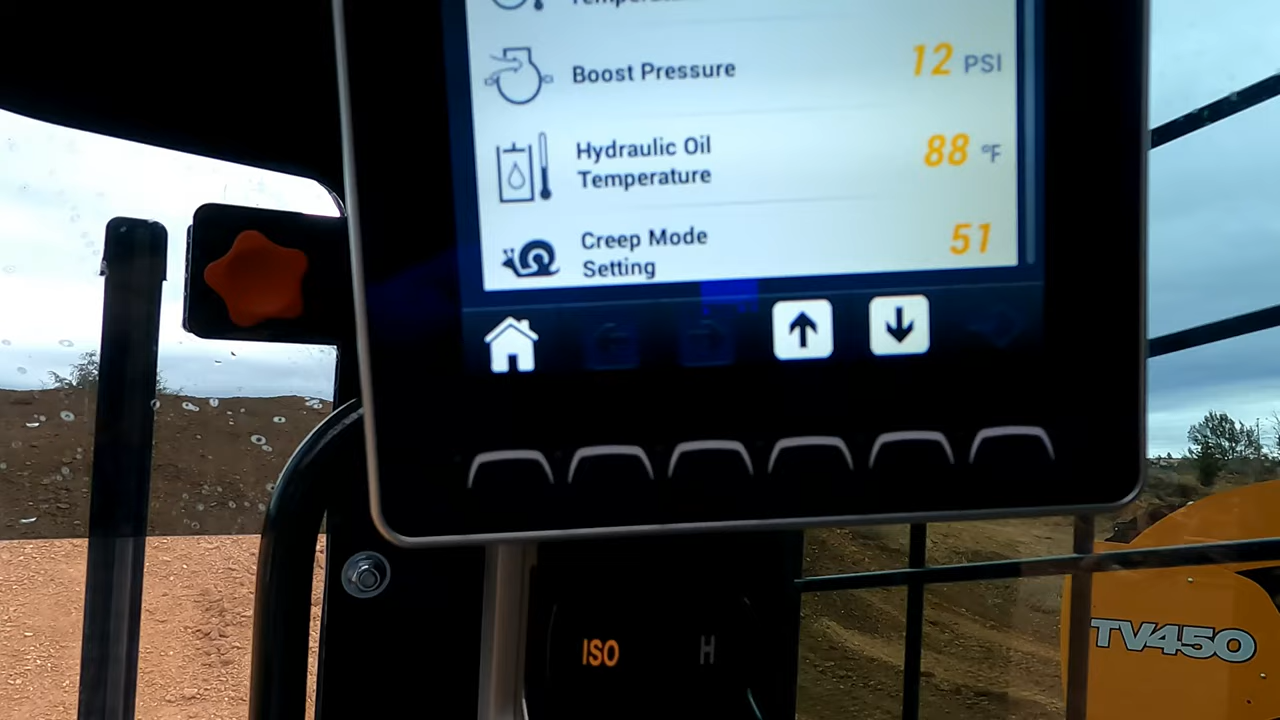 Boost Pressure 12 PSI
Hydraulic Oil
Temperature 88 °F
Creep Mode
Setting 51
ISO H
TV450